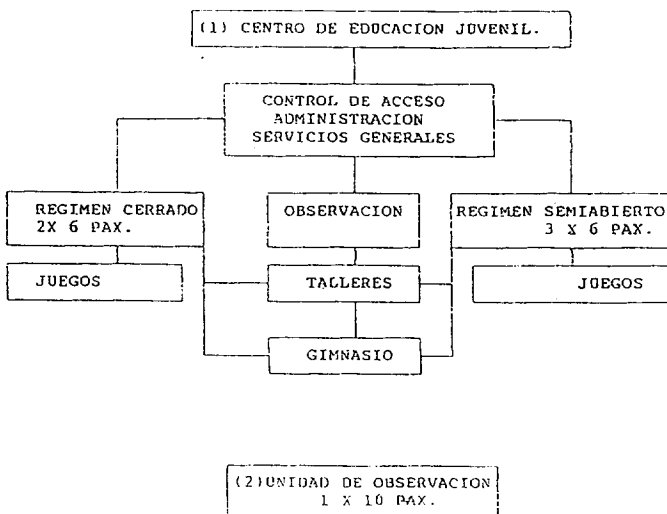 (1) CENTRO DE EDUCACION JUVENIL.
CONTROL DE ACCESO
ADMINISTRACION
SERVICIOS GENERALES
REGIMEN CERRADO
2X 6 PAX.
OBSERVACION
REGIMEN SEMIABIERTO
3 X 6 PAX.
JUEGOS
TALLERES
JUEGOS
GIMNASIO
(2)UNIDAD DE OBSERVACION
1 X 10 PAX.